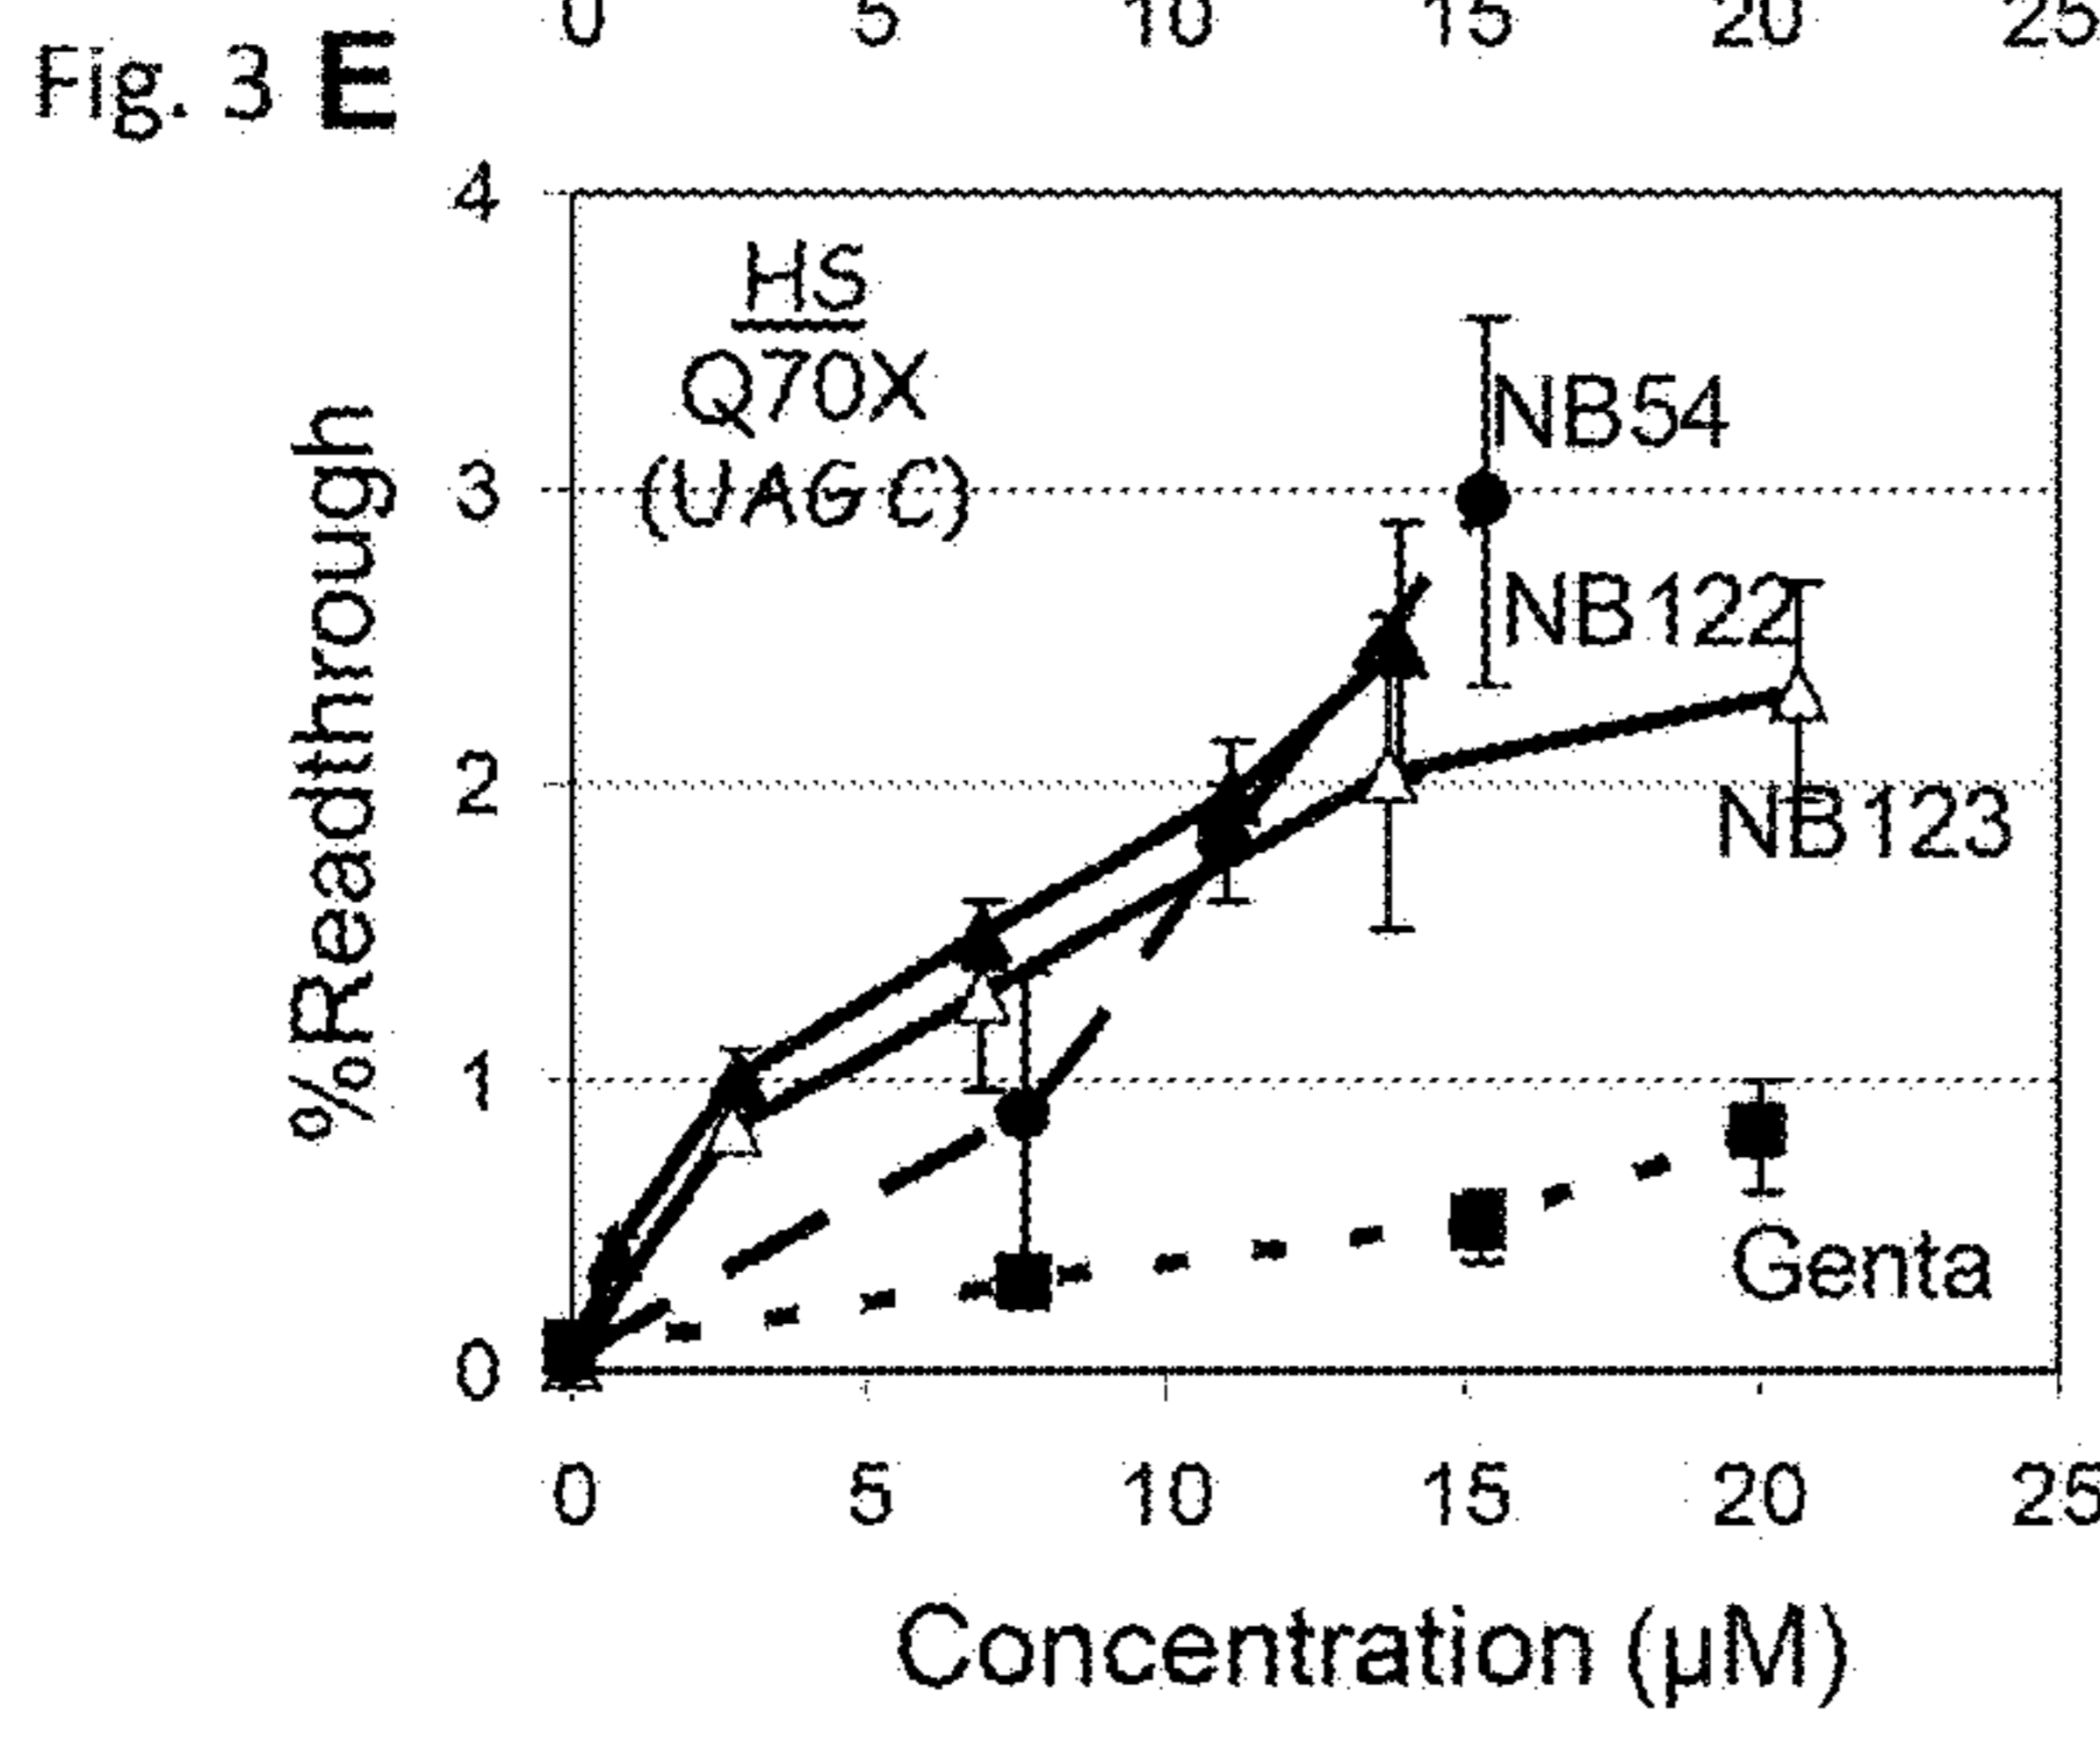 0 5 10 15 20 25
Fig. 3 E
4
HS
Q70X
(UAG C)
NB54
3
NB122
2
NB123
1
Genta
0
0 5 10 15 20 25
%Readthrough
Concentration (µM)